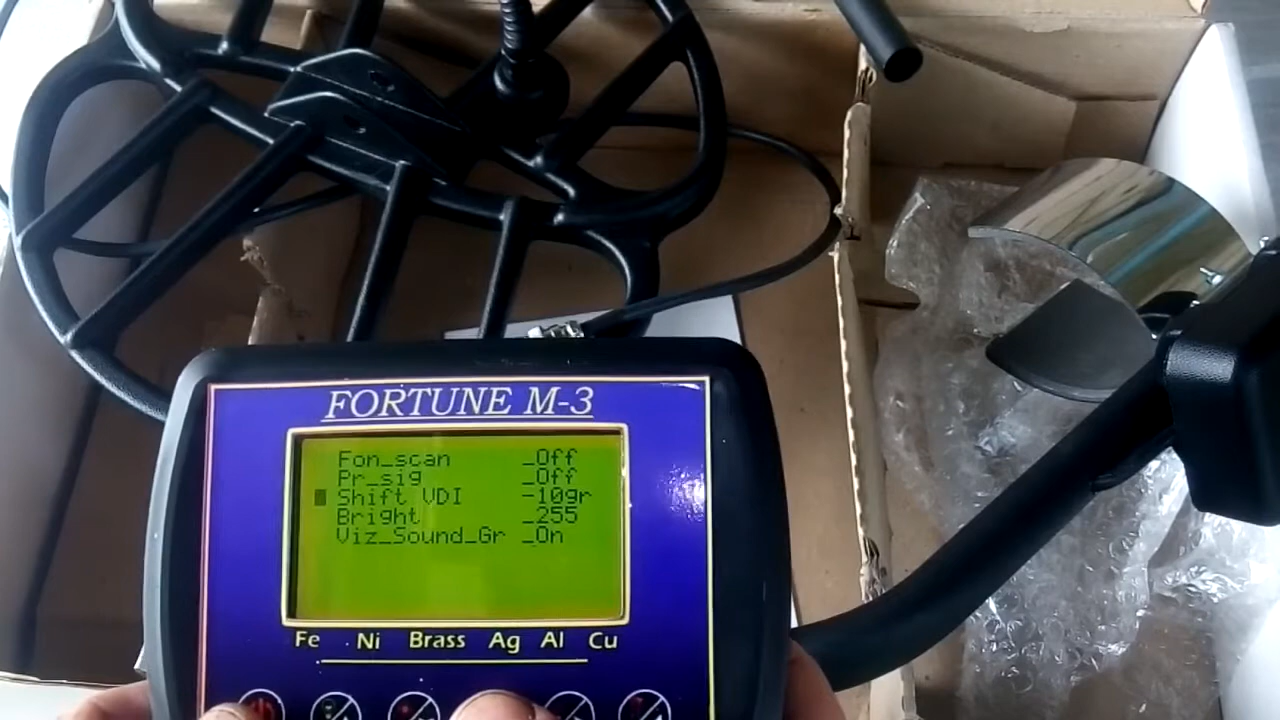 FORTUNE M-3
Fon_scan _Off
Pr_sig _Off
Shift VDI -10gr
Bright _255
Viz_Sound_Gr _On
Fe Ni Brass Ag Al Cu